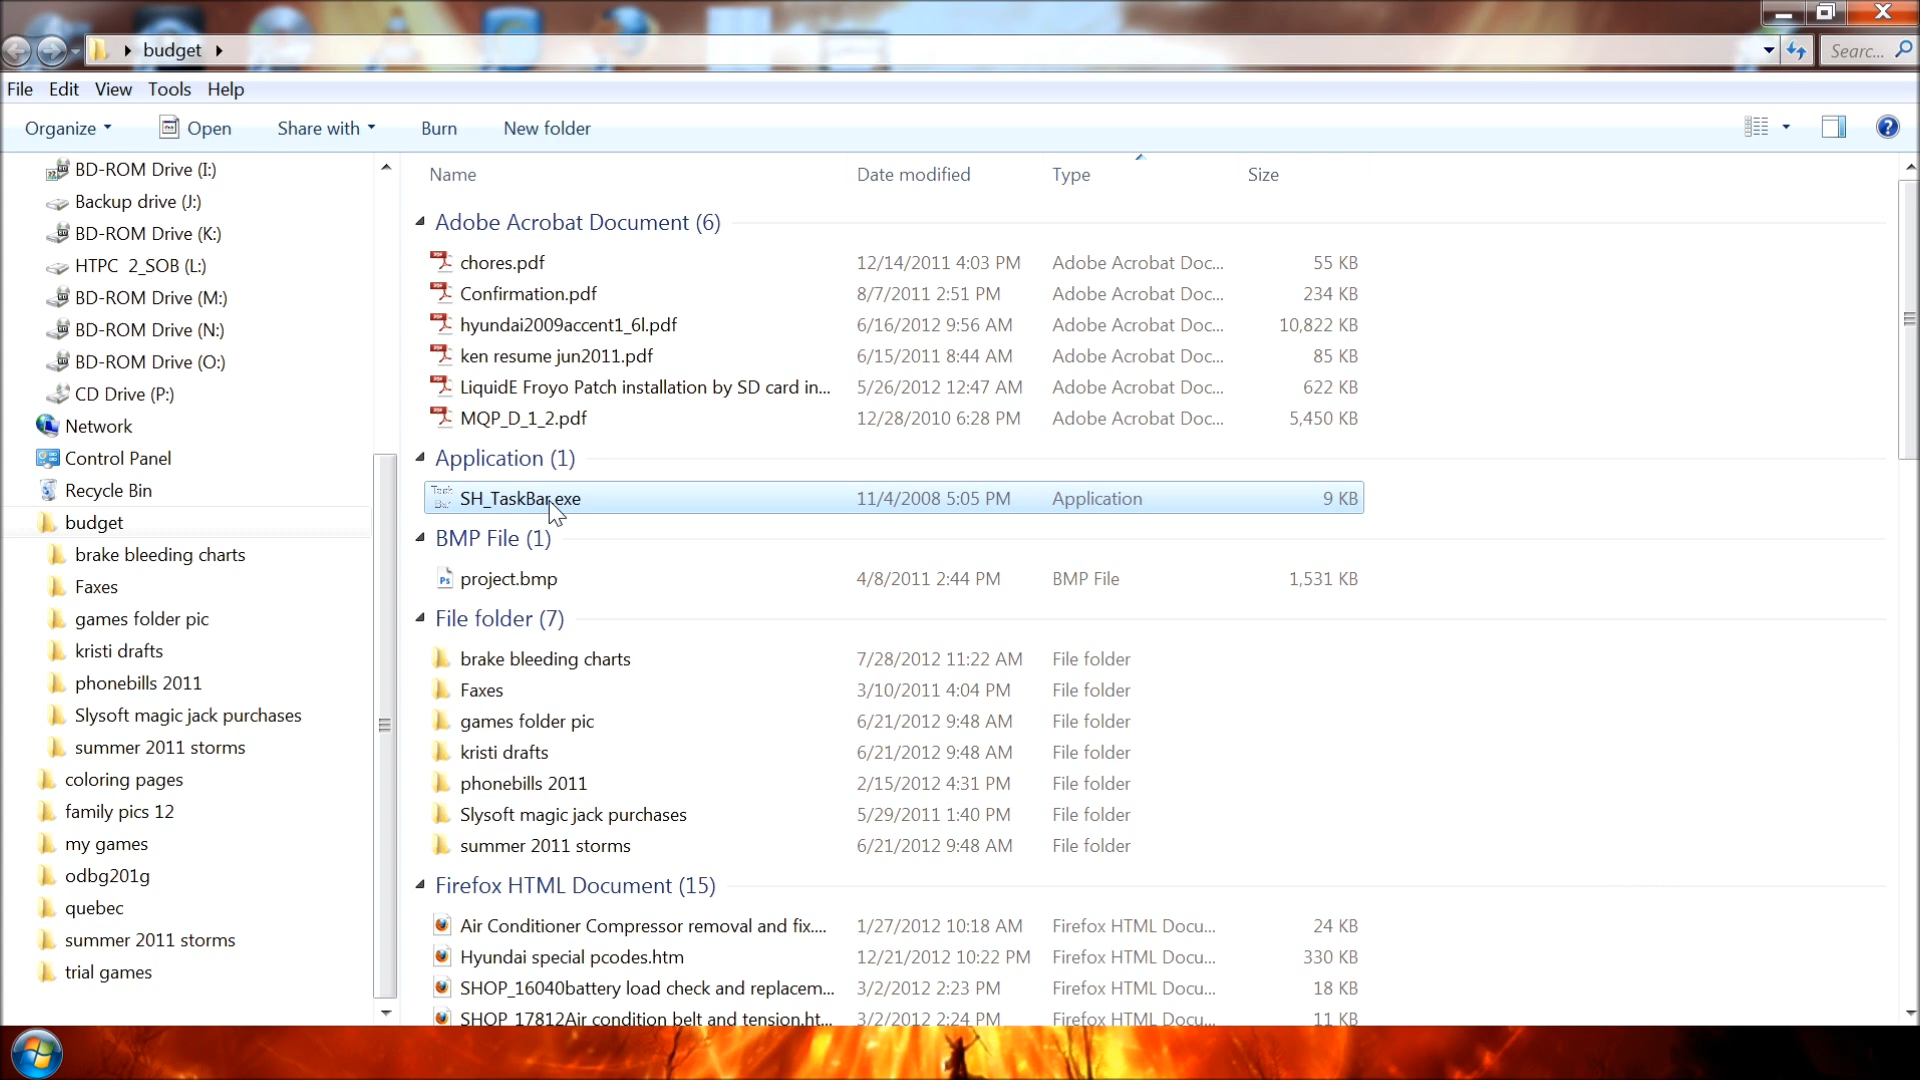 budget
Searc...
File Edit View Tools Help
Organize Open Share with Burn New folder
BD-ROM Drive (I:)
Backup drive (J:)
BD-ROM Drive (K:)
HTPC 2_SOB (L:)
BD-ROM Drive (M:)
BD-ROM Drive (N:)
BD-ROM Drive (O:)
CD Drive (P:)
Network
Control Panel
Recycle Bin
budget
brake bleeding charts
Faxes
games folder pic
kristi drafts
phonebills 2011
Slysoft magic jack purchases
summer 2011 storms
coloring pages
family pics 12
my games
odbg201g
quebec
summer 2011 storms
trial games
Name Date modified Type Size
Adobe Acrobat Document (6)
chores.pdf 12/14/2011 4:03 PM Adobe Acrobat Doc... 55 KB
Confirmation.pdf 8/7/2011 2:51 PM Adobe Acrobat Doc... 234 KB
hyundai2009accent1_6l.pdf 6/16/2012 9:56 AM Adobe Acrobat Doc... 10,822 KB
ken resume jun2011.pdf 6/15/2011 8:44 AM Adobe Acrobat Doc... 85 KB
LiquidE Froyo Patch installation by SD card in... 5/26/2012 12:47 AM Adobe Acrobat Doc... 622 KB
MQP_D_1_2.pdf 12/28/2010 6:28 PM Adobe Acrobat Doc... 5,450 KB
Application (1)
SH_TaskBar.exe 11/4/2008 5:05 PM Application 9 KB
BMP File (1)
project.bmp 4/8/2011 2:44 PM BMP File 1,531 KB
File folder (7)
brake bleeding charts 7/28/2012 11:22 AM File folder
Faxes 3/10/2011 4:04 PM File folder
games folder pic 6/21/2012 9:48 AM File folder
kristi drafts 6/21/2012 9:48 AM File folder
phonebills 2011 2/15/2012 4:31 PM File folder
Slysoft magic jack purchases 5/29/2011 1:40 PM File folder
summer 2011 storms 6/21/2012 9:48 AM File folder
Firefox HTML Document (15)
Air Conditioner Compressor removal and fix.... 1/27/2012 10:18 AM Firefox HTML Docu... 24 KB
Hyundai special pcodes.htm 12/21/2012 10:22 PM Firefox HTML Docu... 330 KB
SHOP_16040battery load check and replacem... 3/2/2012 2:23 PM Firefox HTML Docu... 18 KB
SHOP_17812Air condition belt and tension.ht... 3/2/2012 2:24 PM Firefox HTML Docu... 11 KB